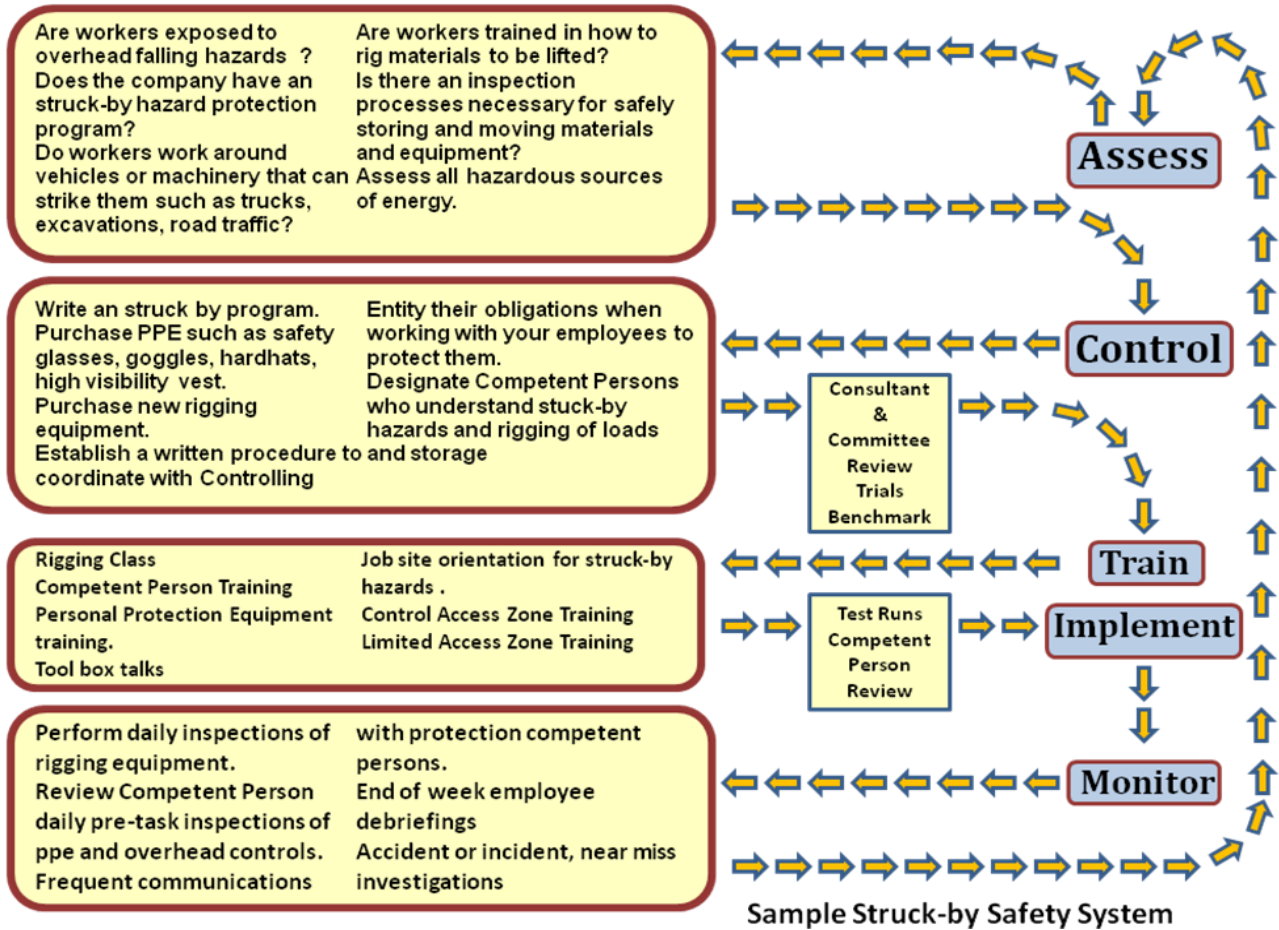 Are workers exposed to
overhead falling hazards ?
Does the company have an
struck-by hazard protection
program?
Do workers work around
vehicles or machinery that can
strike them such as trucks,
excavations, road traffic?
Are workers trained in how to
rig materials to be lifted?
Is there an inspection
processes necessary for safely
storing and moving materials
and equipment?
Assess all hazardous sources
of energy.
Assess
Write an struck by program.
Purchase PPE such as safety
glasses, goggles, hardhats,
high visibility vest.
Purchase new rigging
equipment.
Establish a written procedure to
coordinate with Controlling
Entity their obligations when
working with your employees to
protect them.
Designate Competent Persons
who understand stuck-by
hazards and rigging of loads
and storage
Control
Consultant
&
Committee
Review
Trials
Benchmark
Rigging Class
Competent Person Training
Personal Protection Equipment
training.
Tool box talks
Job site orientation for struck-by
hazards .
Control Access Zone Training
Limited Access Zone Training
Train
Test Runs
Competent
Person
Review
Implement
Perform daily inspections of
rigging equipment.
Review Competent Person
daily pre-task inspections of
ppe and overhead controls.
Frequent communications
with protection competent
persons.
End of week employee
debriefings
Accident or incident, near miss
investigations
Monitor
Sample Struck-by Safety System